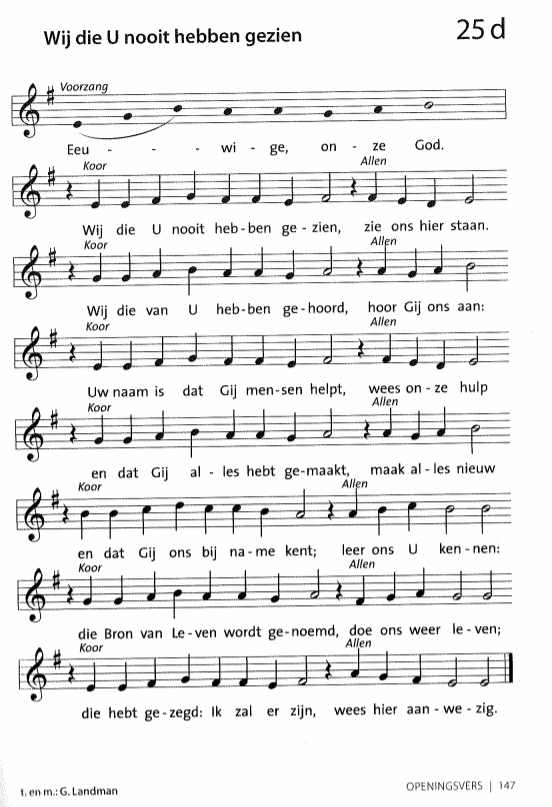 Wij die U nooit hebben gezien 25 d
Voorzang
Eeu - - - wi - ge, on - ze God.
Koor Allen
Wij die U nooit heb - ben ge - zien, zie ons hier staan.
Koor Allen
Wij die van U heb - ben ge - hoord, hoor Gij ons aan:
Koor Allen
Uw naam is dat Gij men - sen helpt, wees on - ze hulp
Koor Allen
en dat Gij al - les hebt ge - maakt, maak al - les nieuw
Koor Allen
en dat Gij ons bij na - me kent; leer ons U ken - nen:
Koor Allen
die Bron van Le - ven wordt ge - noemd, doe ons weer le - ven;
Koor Allen
die hebt ge - zegd: Ik zal er zijn, wees hier aan - we - zig.
t. en m.: G. Landman
OPENINGSVERS | 147